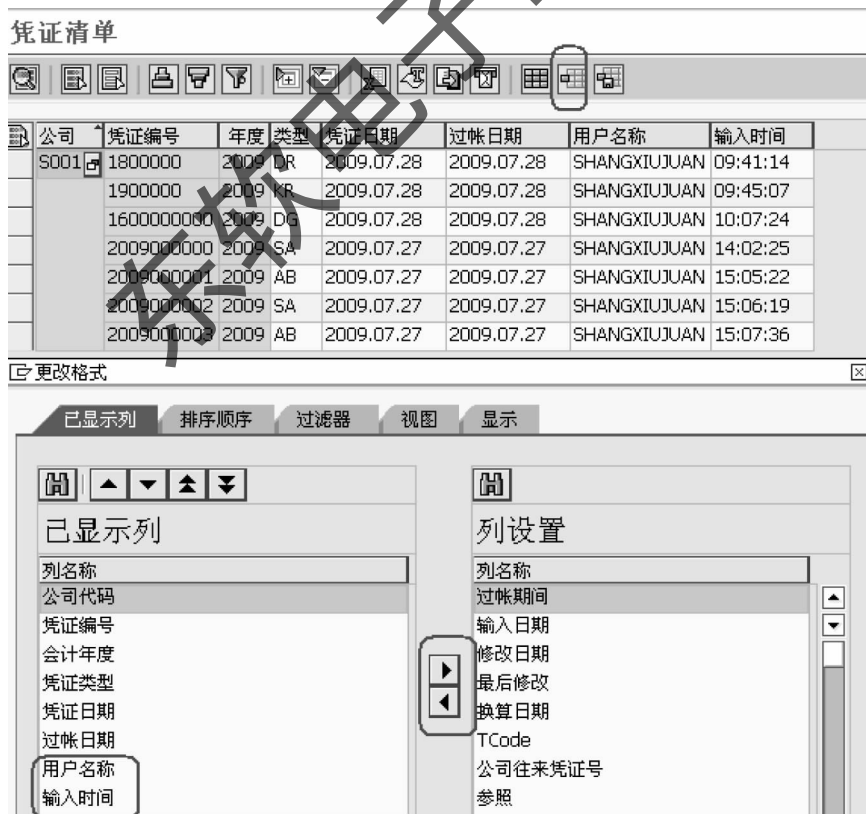 凭证清单
公司 凭证编号 年度 类型 凭证日期 过帐日期 用户名称 输入时间
S001 1800000 2009 DR 2009.07.28 2009.07.28 SHANGXIUJUAN 09:41:14
1900000 2009 KR 2009.07.28 2009.07.28 SHANGXIUJUAN 09:45:07
1600000000 2009 DG 2009.07.28 2009.07.28 SHANGXIUJUAN 10:07:24
2009000000 2009 SA 2009.07.27 2009.07.27 SHANGXIUJUAN 14:02:25
2009000001 2009 AB 2009.07.27 2009.07.27 SHANGXIUJUAN 15:05:22
2009000002 2009 SA 2009.07.27 2009.07.27 SHANGXIUJUAN 15:06:19
2009000003 2009 AB 2009.07.27 2009.07.27 SHANGXIUJUAN 15:07:36
东软电子
更改格式
已显示列 排序顺序 过滤器 视图 显示
已显示列 列设置
列名称 列名称
公司代码 过帐期间
凭证编号 输入日期
会计年度 修改日期
凭证类型 最后修改
凭证日期 换算日期
过帐日期 TCode
用户名称 公司往来凭证号
输入时间 参照